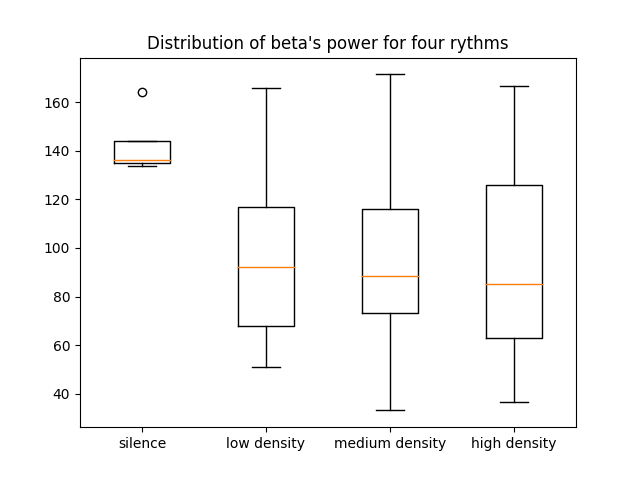 Distribution of beta's power for four rythms
160
140
120
100
80
60
40
silence
low density
medium density
high density